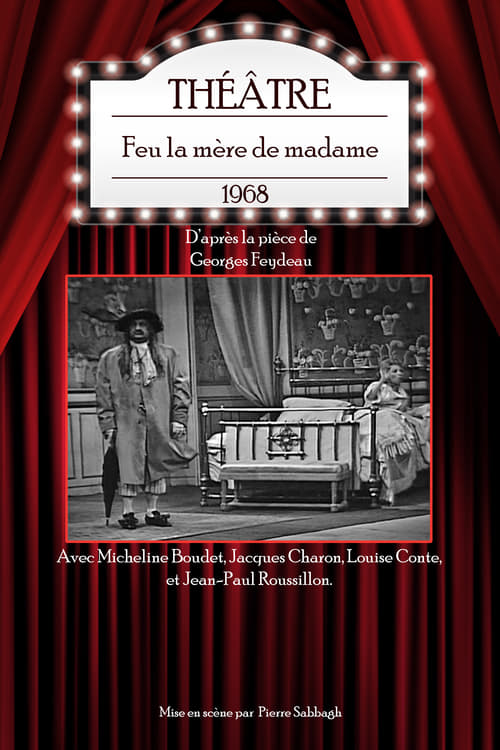 THÉÂTRE
Feu la mère de madame
1968
D'après la pièce de
Georges Feydeau
Avec Micheline Boudet, Jacques Charon, Louise Conte,
et Jean-Paul Roussillon.
Mise en scène par Pierre Sabbagh